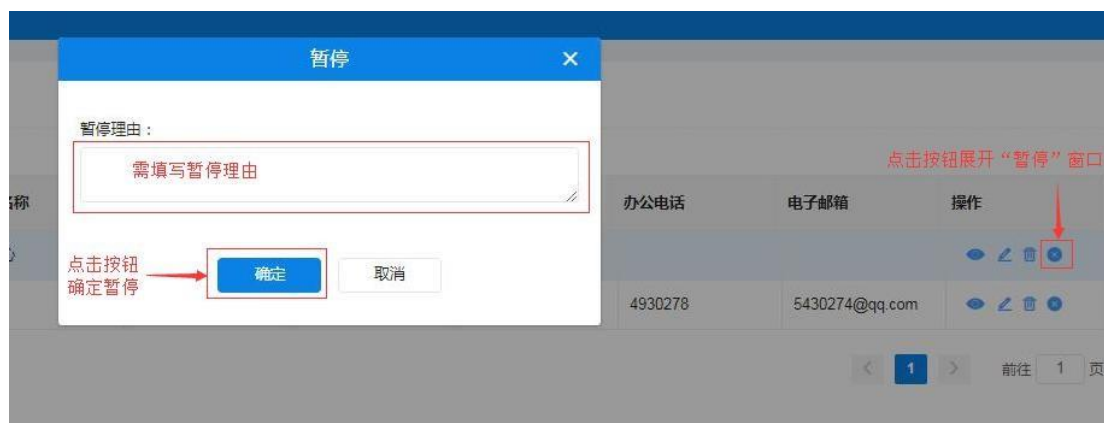 暂停
暂停理由：
需填写暂停理由
点击按钮展开“暂停”窗口
称 办公电话 电子邮箱 操作
点击按钮
确定暂停
确定 取消
4930278 5430274@qq.com
1 前往 1 页